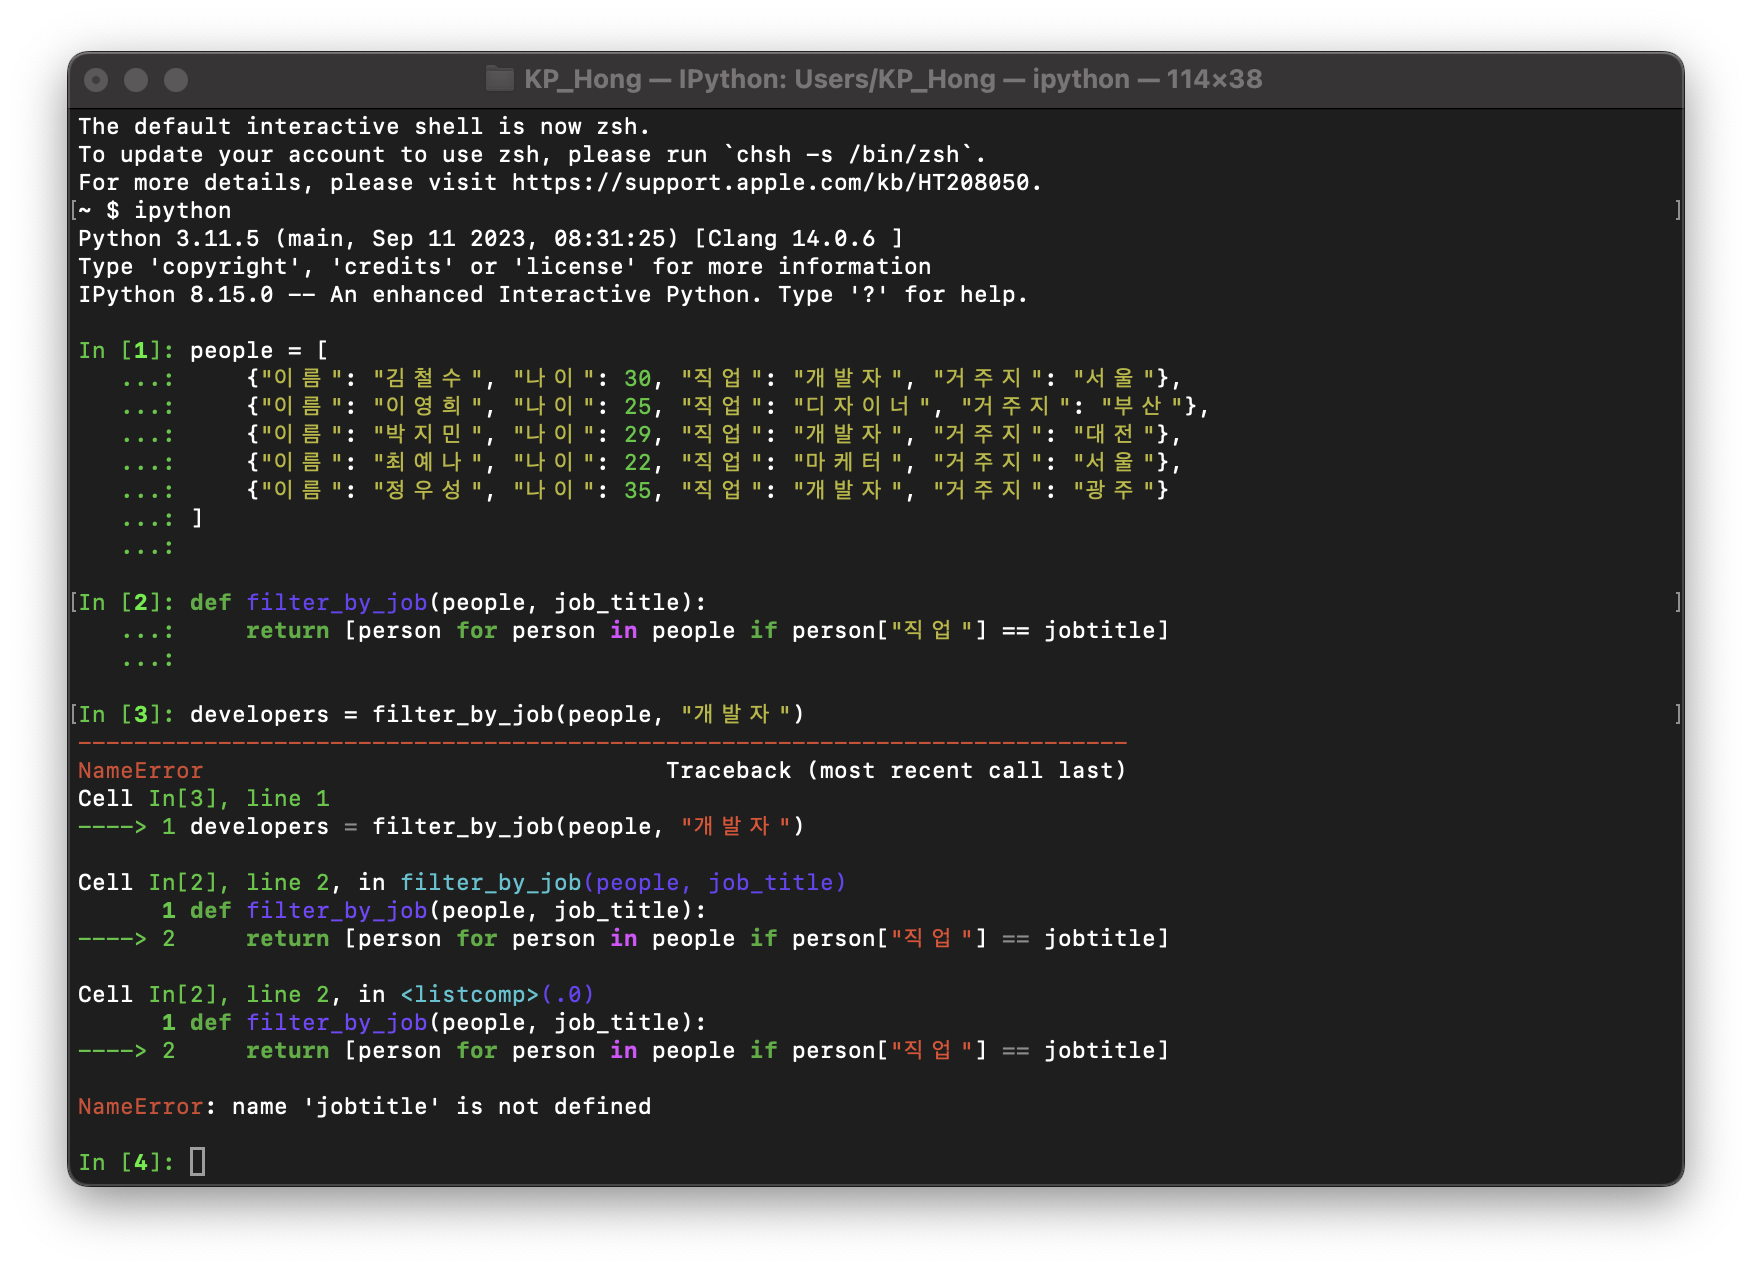 KP_Hong — IPython: Users/KP_Hong — ipython — 114×38
The default interactive shell is now zsh.
To update your account to use zsh, please run `chsh -s /bin/zsh`.
For more details, please visit https://support.apple.com/kb/HT208050.
[~ $ ipython ]
Python 3.11.5 (main, Sep 11 2023, 08:31:25) [Clang 14.0.6 ]
Type 'copyright', 'credits' or 'license' for more information
IPython 8.15.0 -- An enhanced Interactive Python. Type '?' for help.
In [1]: people = [
   ...:     {"이름": "김철수", "나이": 30, "직업": "개발자", "거주지": "서울"},
   ...:     {"이름": "이영희", "나이": 25, "직업": "디자이너", "거주지": "부산"},
   ...:     {"이름": "박지민", "나이": 29, "직업": "개발자", "거주지": "대전"},
   ...:     {"이름": "최예나", "나이": 22, "직업": "마케터", "거주지": "서울"},
   ...:     {"이름": "정우성", "나이": 35, "직업": "개발자", "거주지": "광주"}
   ...: ]
   ...:
[In [2]: def filter_by_job(people, job_title): ]
   ...:     return [person for person in people if person["직업"] == jobtitle]
   ...:
[In [3]: developers = filter_by_job(people, "개발자") ]
---------------------------------------------------------------------------
NameError                                 Traceback (most recent call last)
Cell In[3], line 1
----> 1 developers = filter_by_job(people, "개발자")
Cell In[2], line 2, in filter_by_job(people, job_title)
      1 def filter_by_job(people, job_title):
----> 2     return [person for person in people if person["직업"] == jobtitle]
Cell In[2], line 2, in <listcomp>(.0)
      1 def filter_by_job(people, job_title):
----> 2     return [person for person in people if person["직업"] == jobtitle]
NameError: name 'jobtitle' is not defined
In [4]: